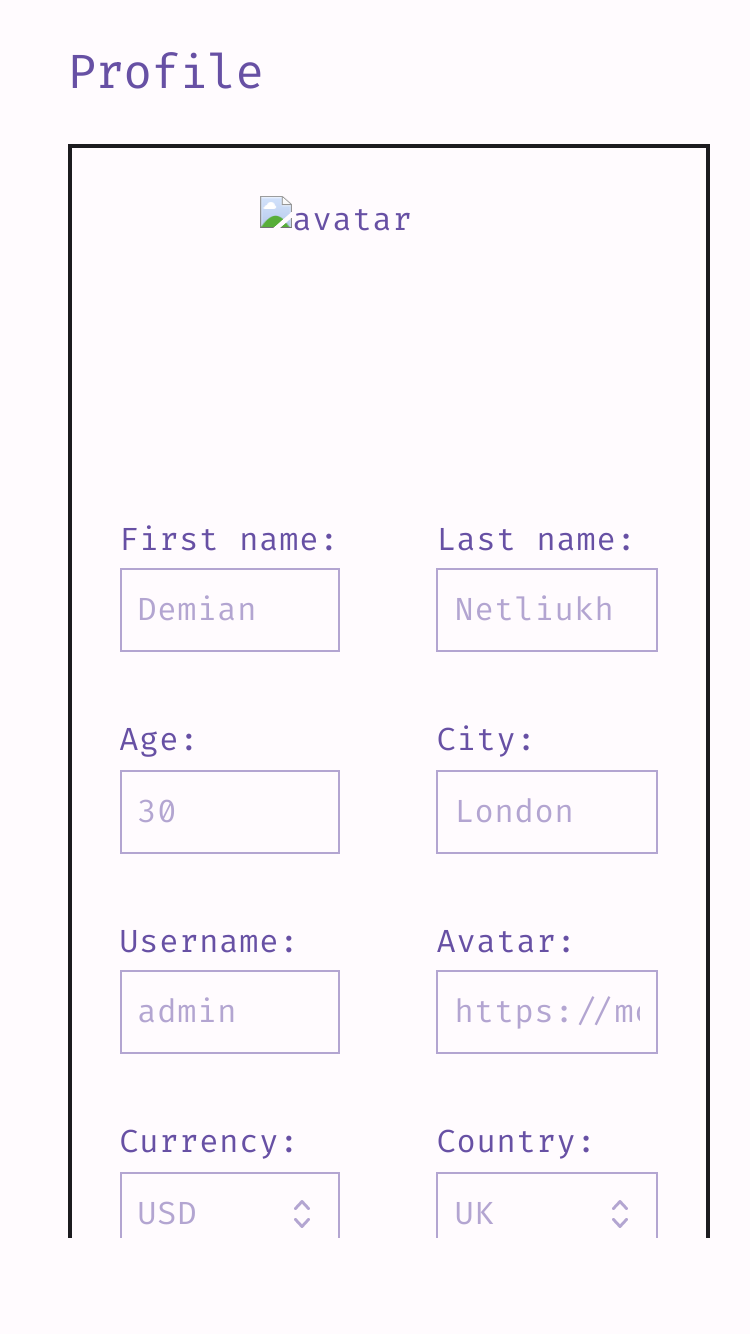 Profile
avatar
First name: Last name:
Demian Netliukh
Age: City:
30 London
Username: Avatar:
admin https://m
Currency: Country:
USD UK